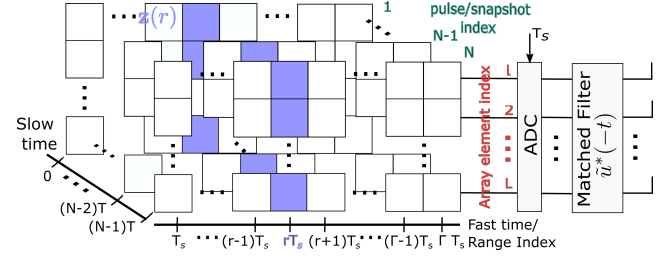 z(r)
1
pulse/snapshot
index
N-1
N
T_s
Array element index
1
2
L
ADC
Matched Filter
ũ*(−t)
Slow
time
0
(N-2)T
(N-1)T
T_s (r-1)T_s rT_s (r+1)T_s (Γ-1)T_s Γ T_s
Fast time/
Range Index